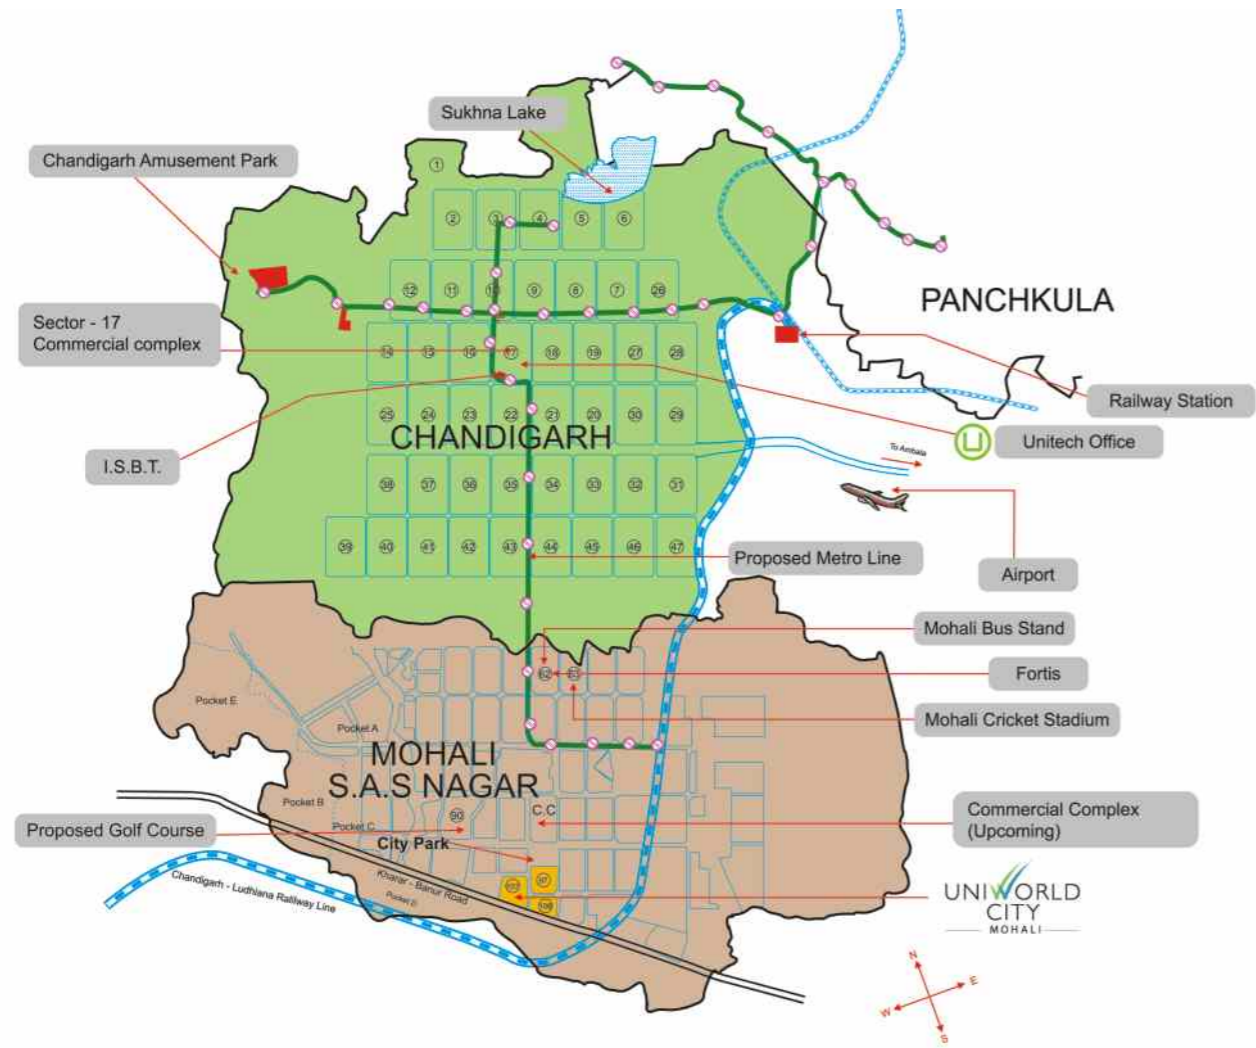 Sukhna Lake
Chandigarh Amusement Park
1
2
3
4
5
6
12
11
10
9
8
7
26
PANCHKULA
Sector - 17
Commercial complex
14
15
16
17
18
19
27
28
Railway Station
25
24
23
22
21
20
30
29
CHANDIGARH
Unitech Office
To Ambala
I.S.B.T.
38
37
36
35
34
33
32
31
39
40
41
42
43
44
45
46
47
Proposed Metro Line
Airport
Mohali Bus Stand
62
63
Fortis
Pocket E
Mohali Cricket Stadium
Pocket A
MOHALI
S.A.S NAGAR
Pocket B
90
C.C
Commercial Complex
(Upcoming)
Pocket C
Proposed Golf Course
City Park
Kharar - Banur Road
Chandigarh - Ludhiana Raillway Line
Pocket D
97
UNIWORLD
CITY
MOHALI
N
E
W
S